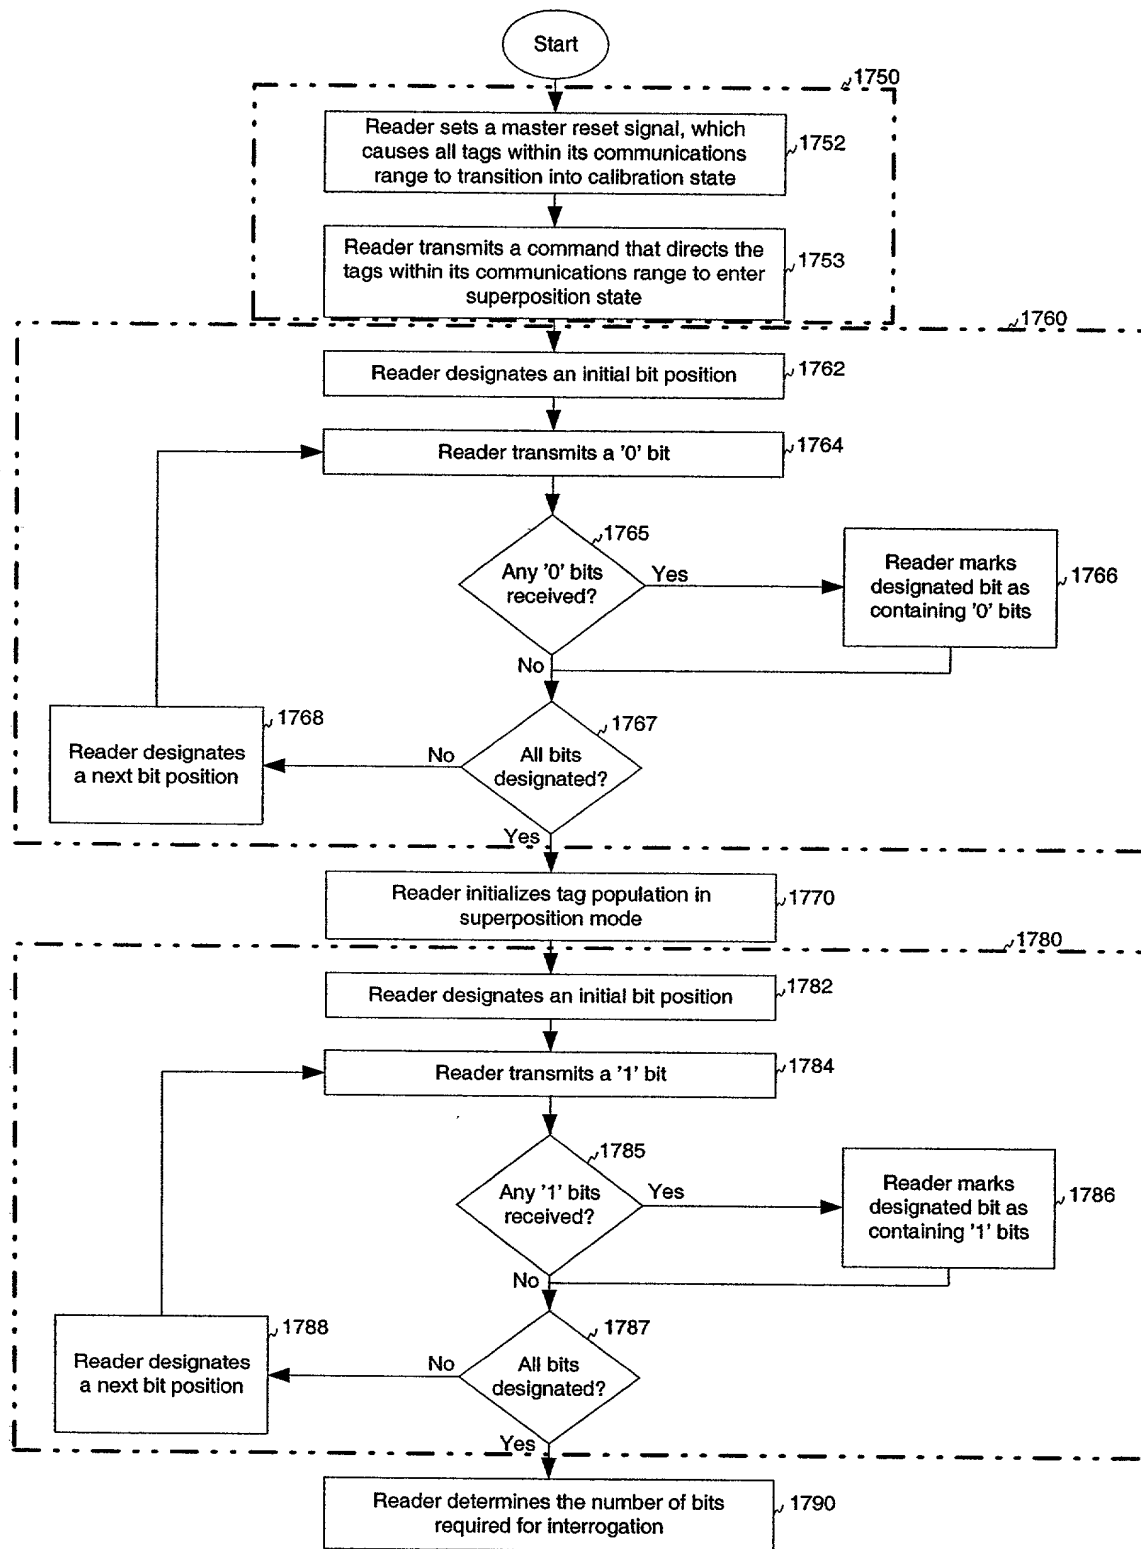 Start
1750
Reader sets a master reset signal, which
causes all tags within its communications
range to transition into calibration state
1752
Reader transmits a command that directs the
tags within its communications range to enter
superposition state
1753
1760
Reader designates an initial bit position
1762
Reader transmits a '0' bit
1764
1765
Any '0' bits
received?
Yes
Reader marks
designated bit as
containing '0' bits
1766
No
1767
All bits
designated?
No
1768
Reader designates
a next bit position
Yes
Reader initializes tag population in
superposition mode
1770
1780
Reader designates an initial bit position
1782
Reader transmits a '1' bit
1784
1785
Any '1' bits
received?
Yes
Reader marks
designated bit as
containing '1' bits
1786
No
1787
All bits
designated?
No
1788
Reader designates
a next bit position
Yes
Reader determines the number of bits
required for interrogation
1790